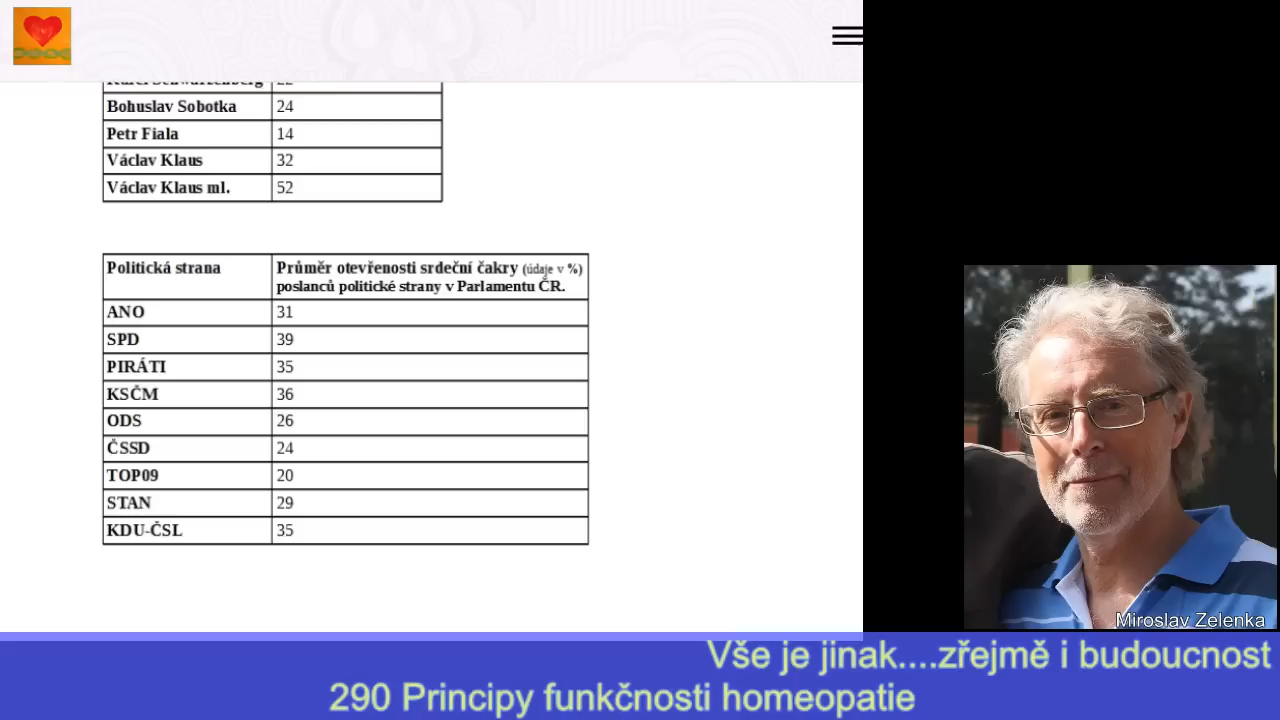 Bohuslav Sobotka 24
Petr Fiala 14
Václav Klaus 32
Václav Klaus ml. 52
Politická strana Průměr otevřenosti srdeční čakry (údaje v %)
poslanců politické strany v Parlamentu ČR.
ANO 31
SPD 39
PIRÁTI 35
KSČM 36
ODS 26
ČSSD 24
TOP09 20
STAN 29
KDU-ČSL 35
Miroslav Zelenka
Vše je jinak....zřejmě i budoucnost
290 Principy funkčnosti homeopatie